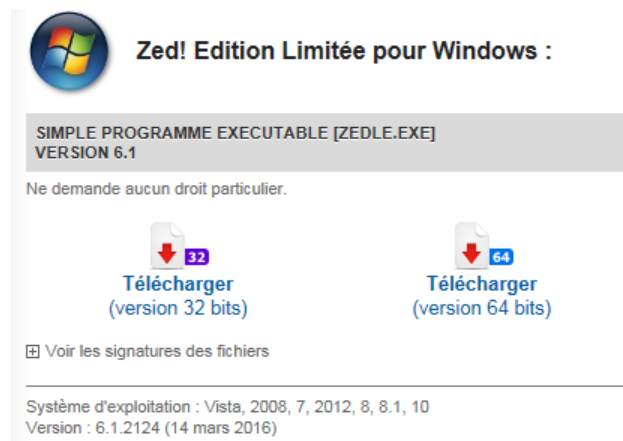 Zed! Edition Limitée pour Windows :
SIMPLE PROGRAMME EXECUTABLE [ZEDLE.EXE]
VERSION 6.1
Ne demande aucun droit particulier.
32
64
Télécharger
(version 32 bits)
Télécharger
(version 64 bits)
Voir les signatures des fichiers
Système d'exploitation : Vista, 2008, 7, 2012, 8, 8.1, 10
Version : 6.1.2124 (14 mars 2016)